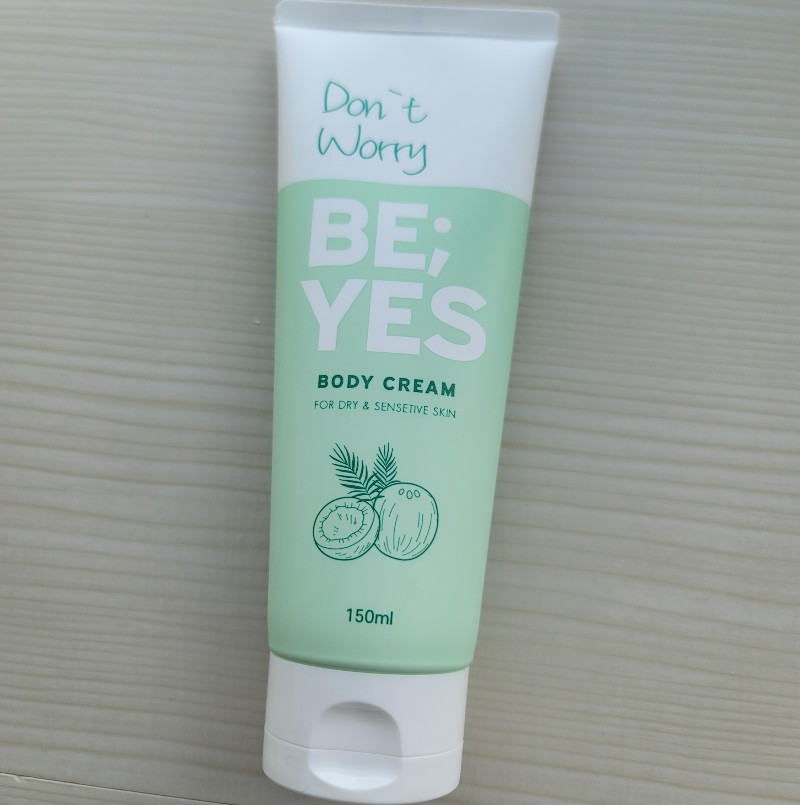 Don`t
Worry
BE;
YES
BODY CREAM
FOR DRY & SENSETIVE SKIN
150ml